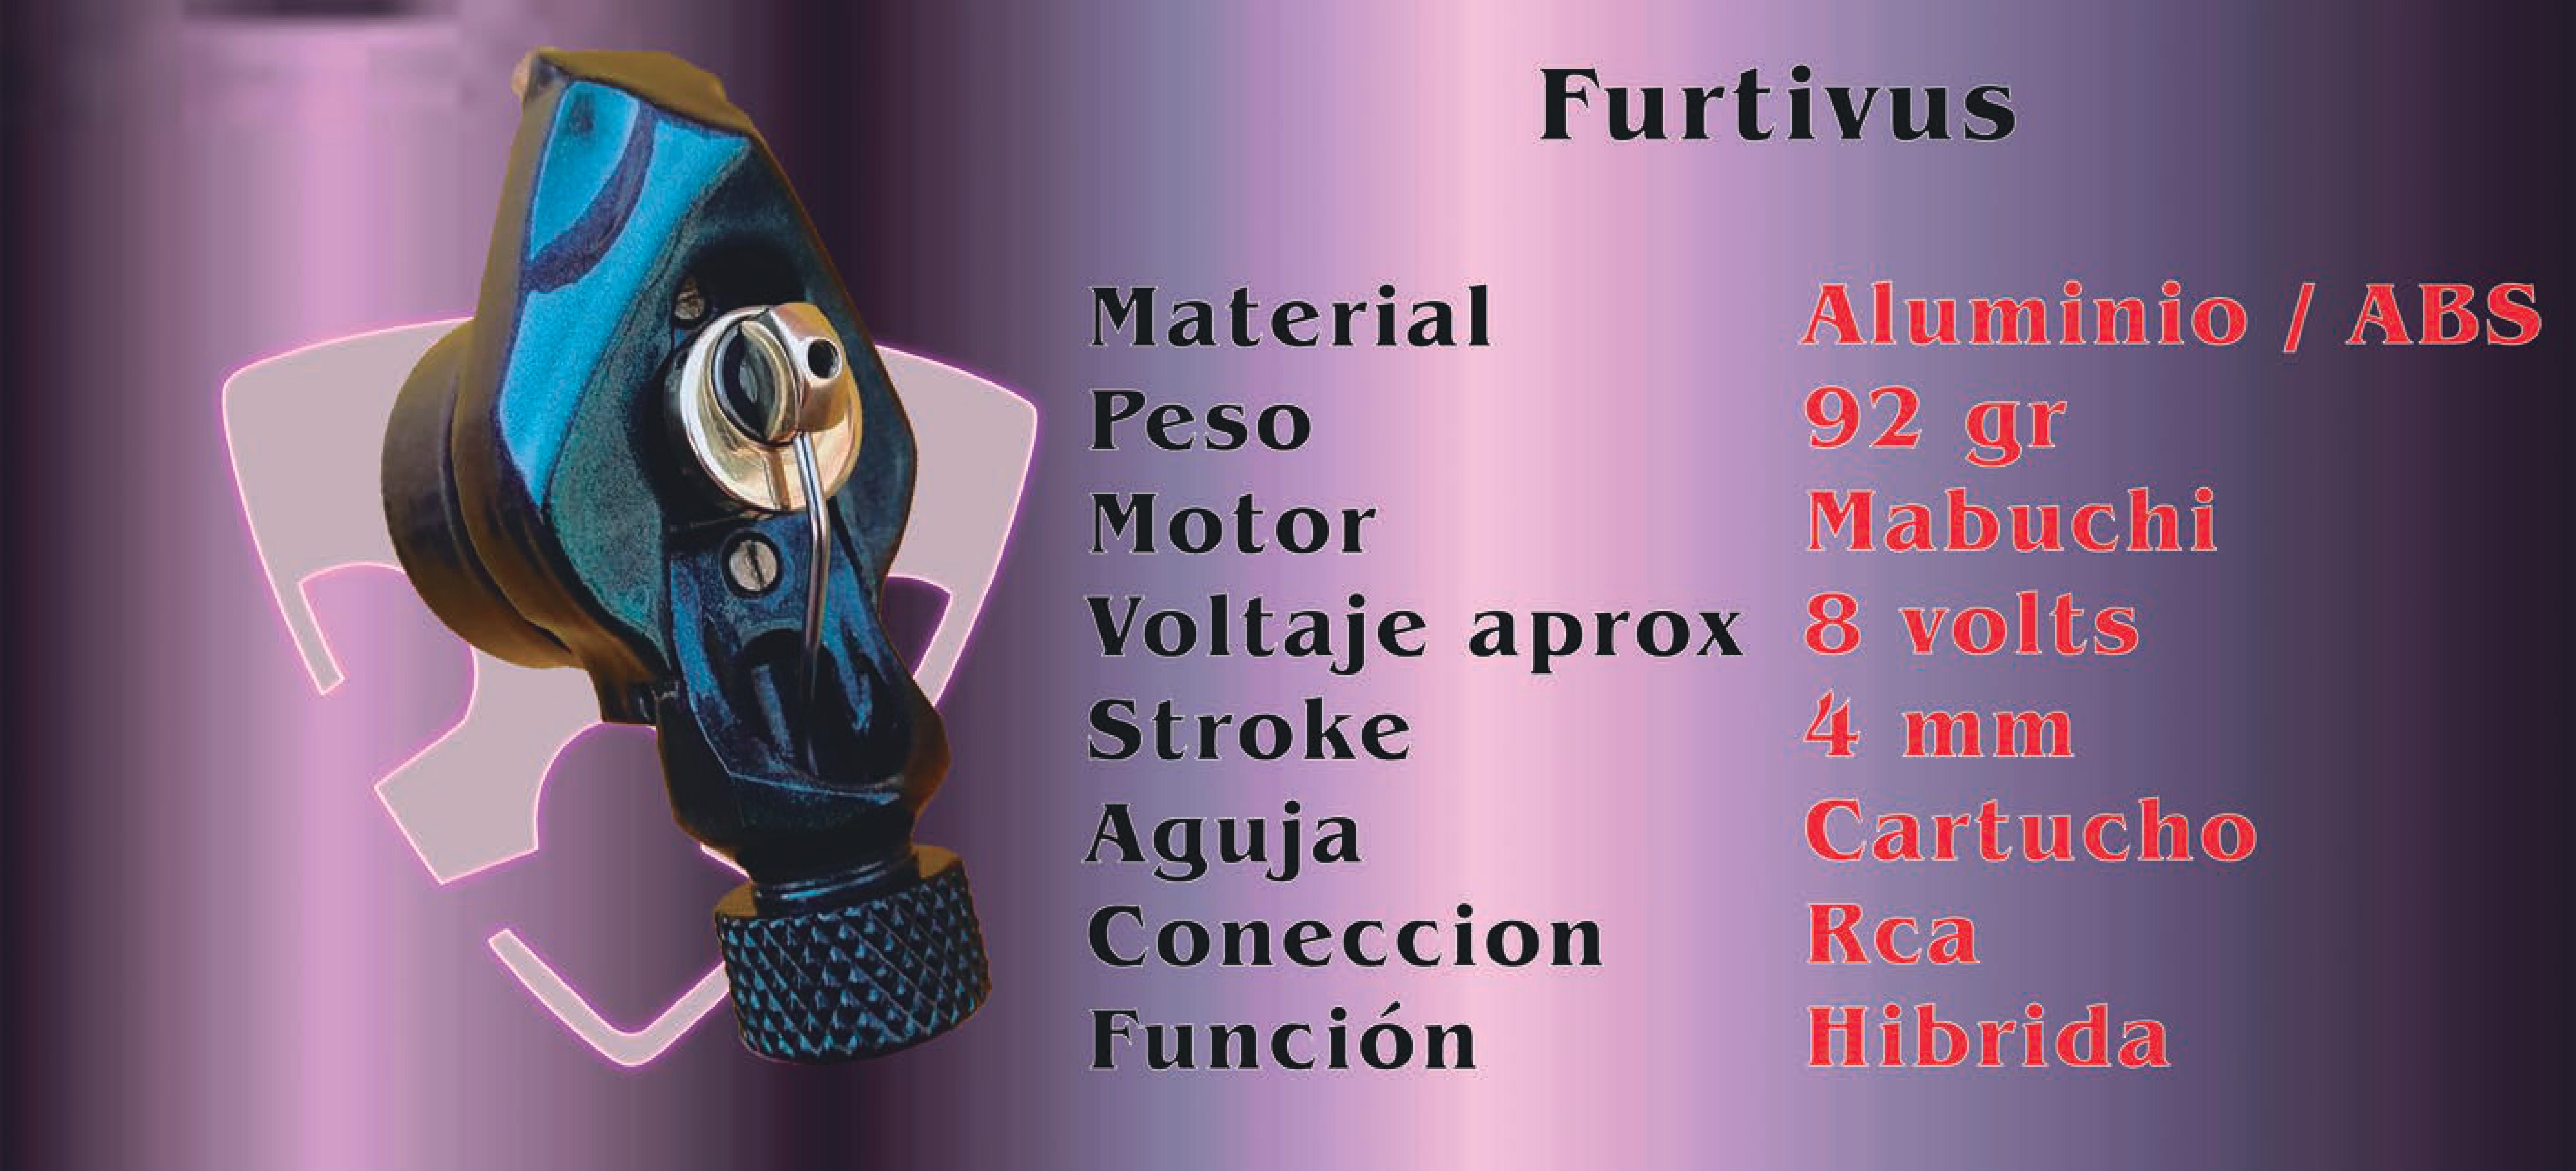 Furtivus
Material Aluminio / ABS
Peso 92 gr
Motor Mabuchi
Voltaje aprox 8 volts
Stroke 4 mm
Aguja Cartucho
Coneccion Rca
Función Hibrida